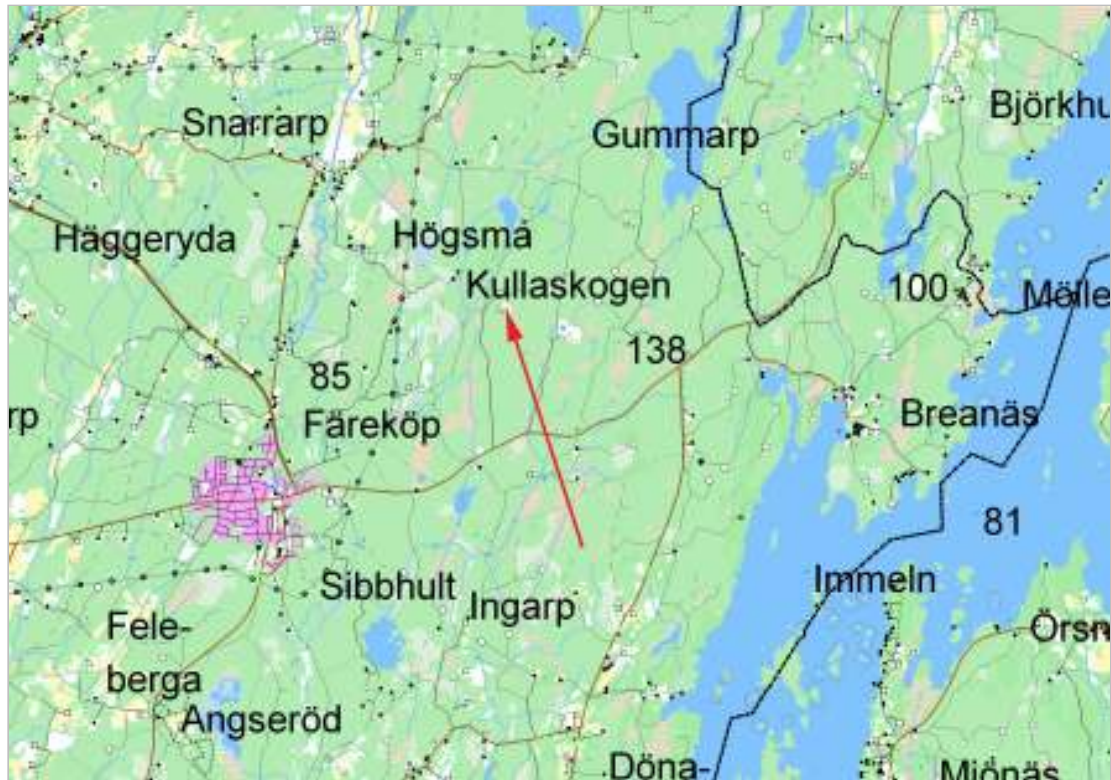 Björkhu
Snarrarp
Gummarp
Häggeryda
Högsmå
Kullaskogen
100
Mölle
138
85
rp
Färeköp
Breanäs
81
Sibbhult
Ingarp
Immeln
Fele-
berga
Örsn
Angseröd
Döna-
Mjönäs